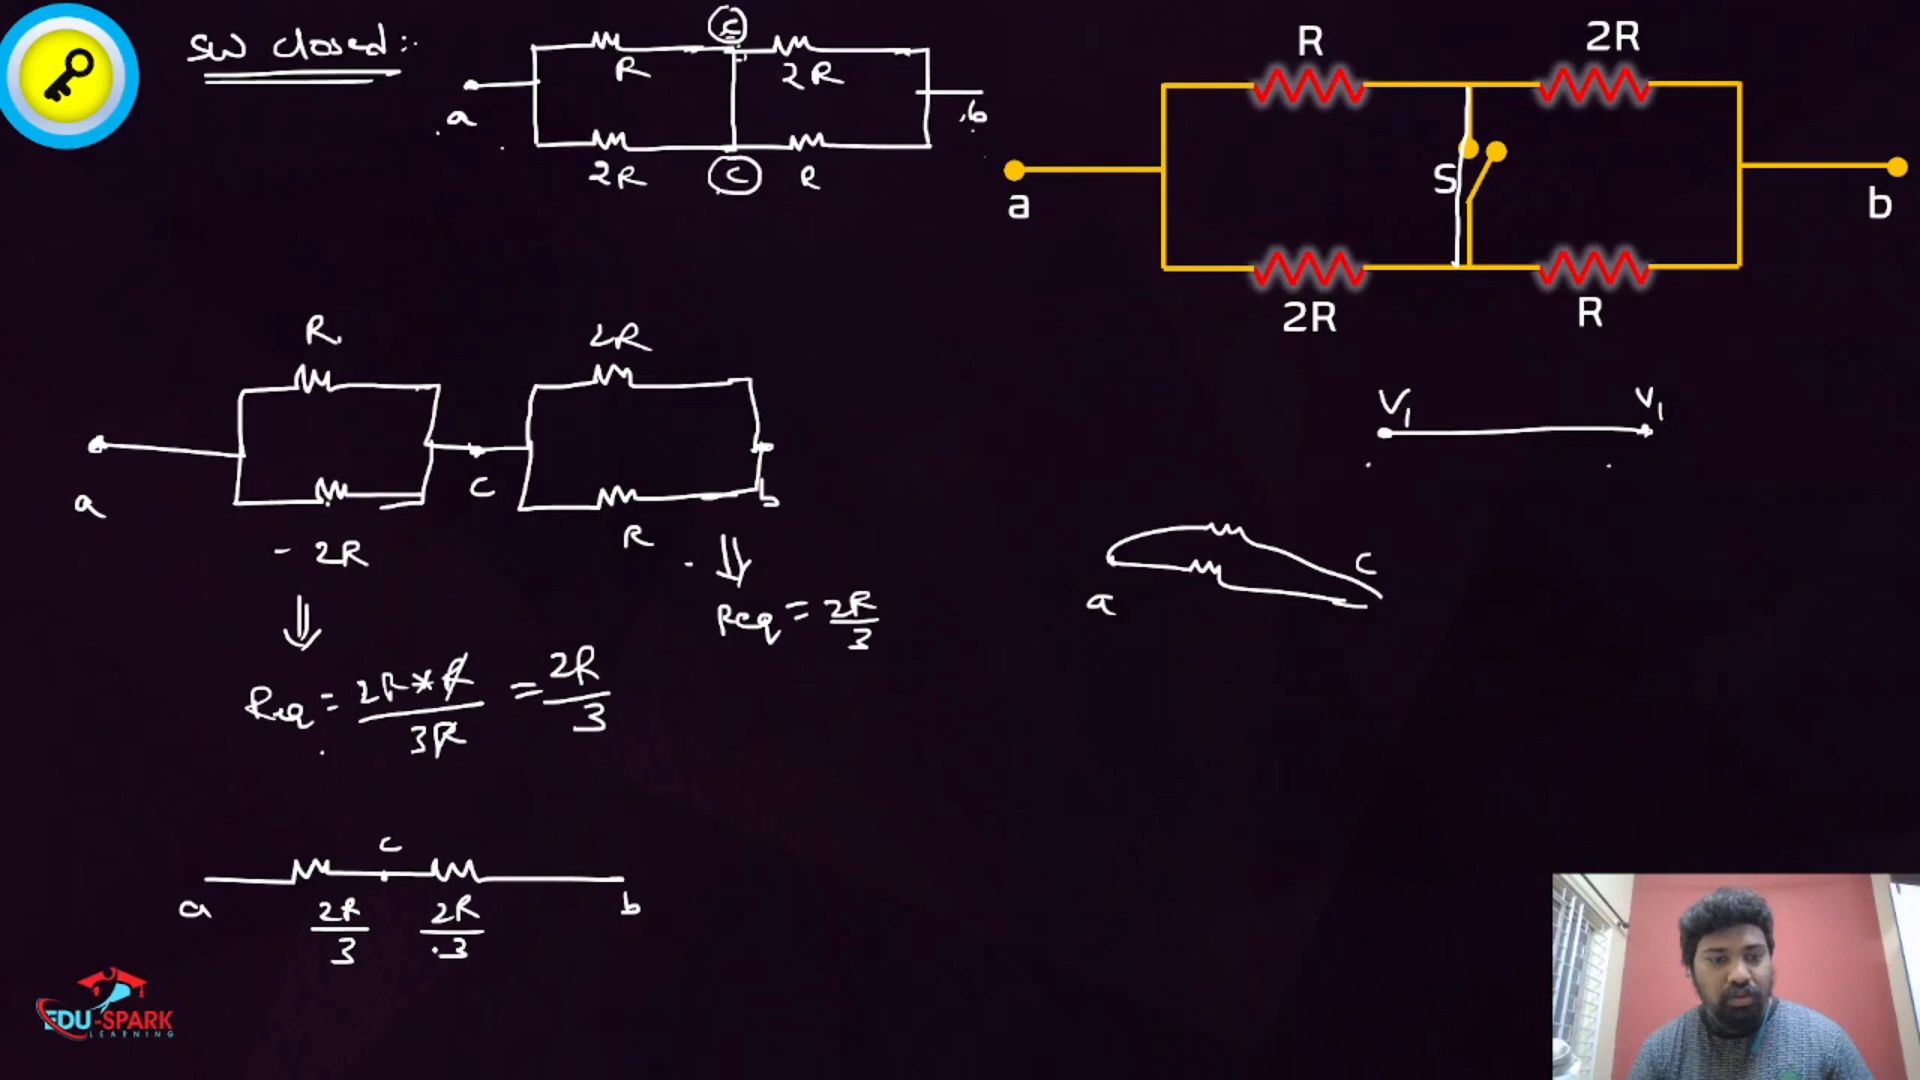 SW closed:
C
R 2R
a b
2R C R
R 2R
S
a b
2R R
R 2R
a C b
2R R
V1 V1
C
a
Req = 2R/3
Req = 2R*R/3R = 2R/3
C
a b
2R/3 2R/3
EDU-SPARK
LEARNING